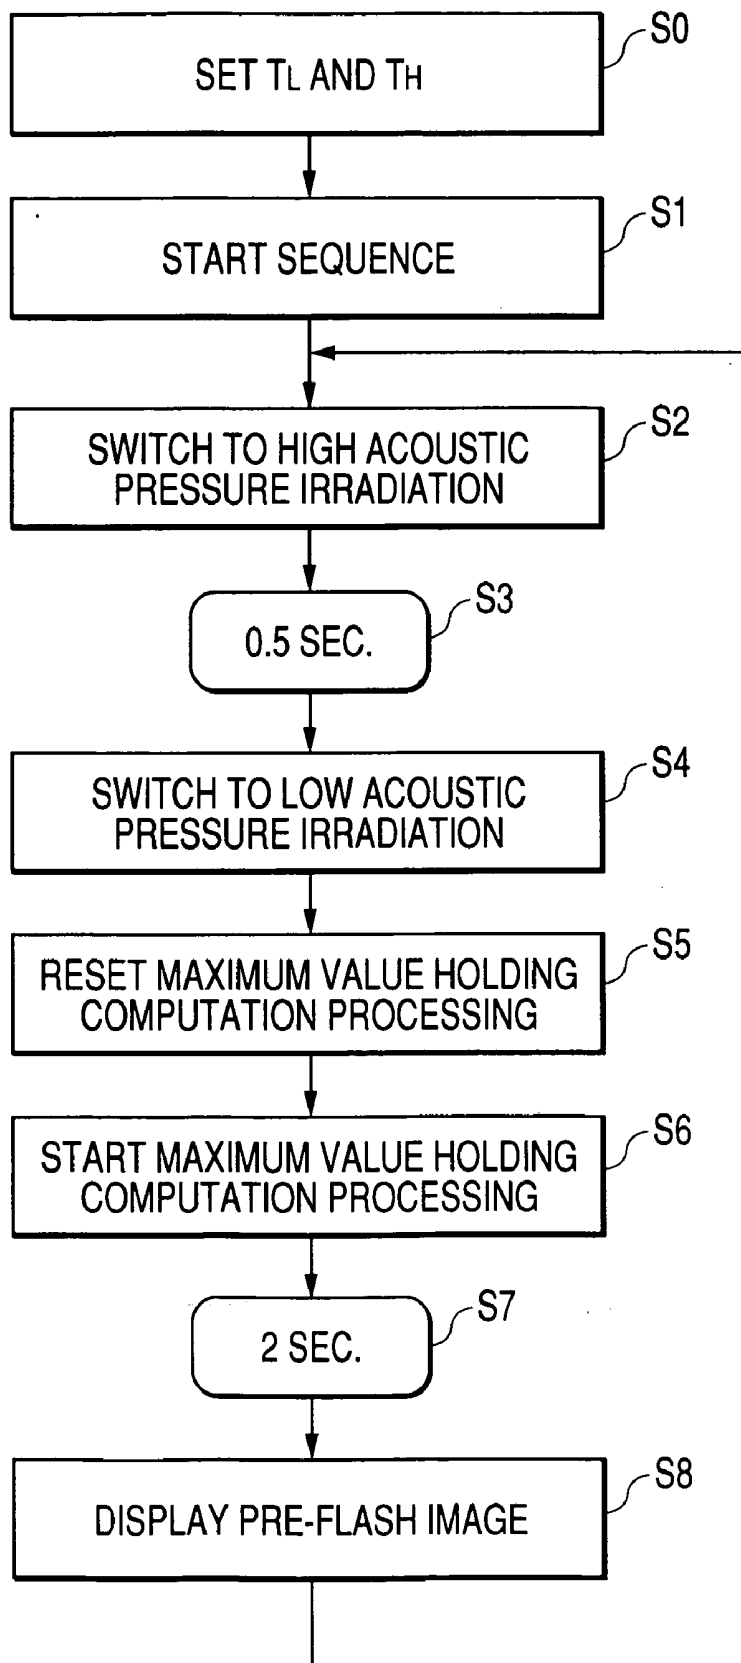 S0
SET TL AND TH
S1
START SEQUENCE
S2
SWITCH TO HIGH ACOUSTIC
PRESSURE IRRADIATION
S3
0.5 SEC.
S4
SWITCH TO LOW ACOUSTIC
PRESSURE IRRADIATION
S5
RESET MAXIMUM VALUE HOLDING
COMPUTATION PROCESSING
S6
START MAXIMUM VALUE HOLDING
COMPUTATION PROCESSING
S7
2 SEC.
S8
DISPLAY PRE-FLASH IMAGE